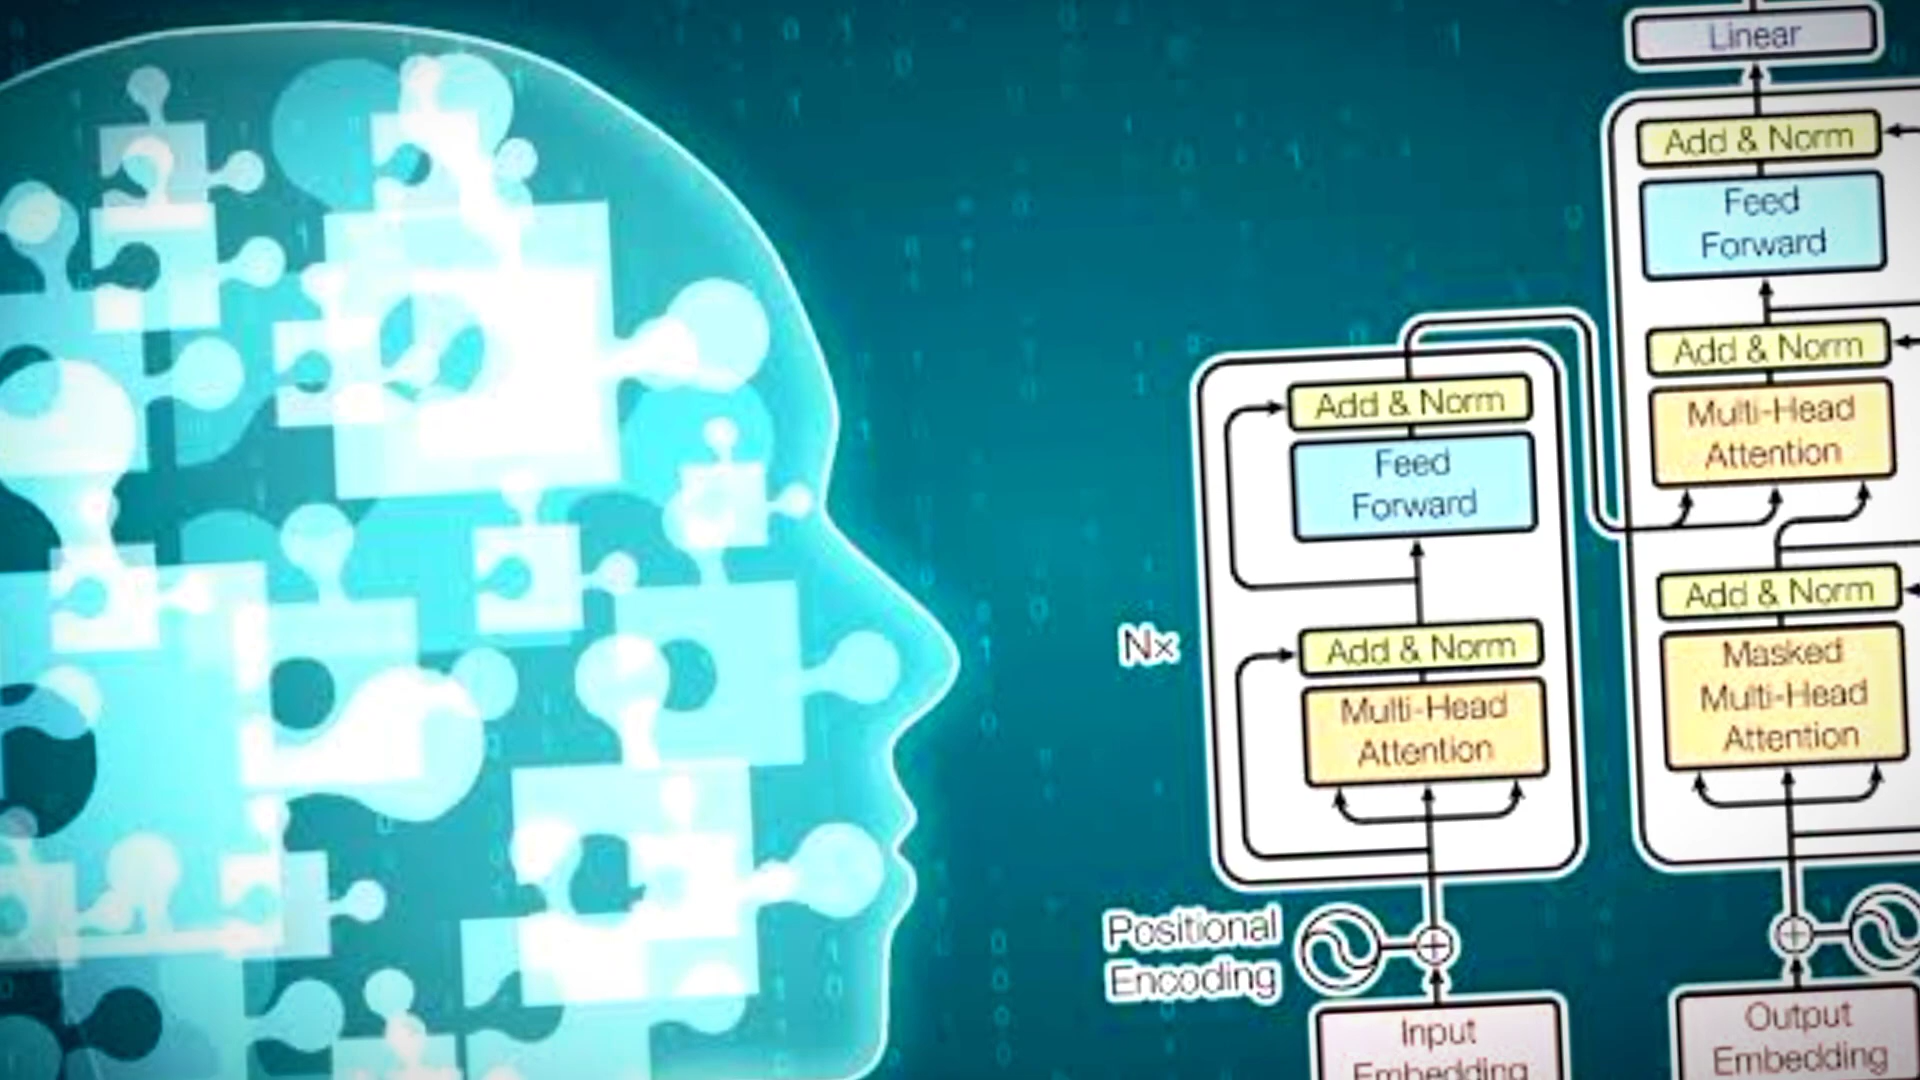 Linear
Add & Norm
Feed
Forward
Add & Norm
Multi-Head
Attention
Add & Norm
Masked
Multi-Head
Attention
Add & Norm
Feed
Forward
Add & Norm
Multi-Head
Attention
Nx
Positional
Encoding
Input
Embedding
Output
Embedding